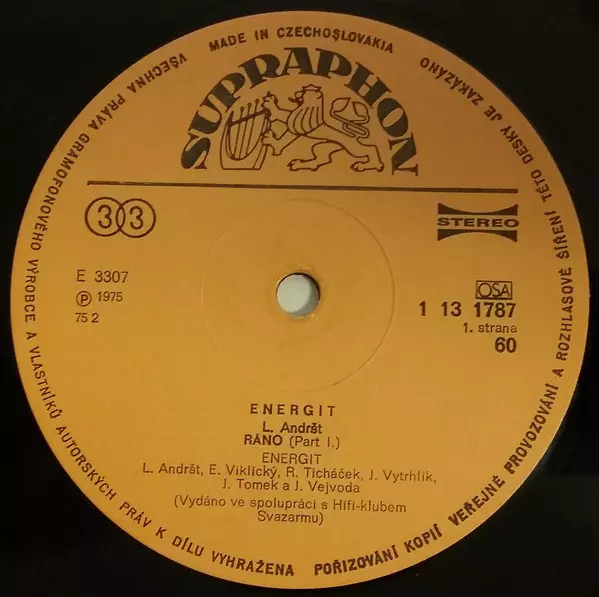 MADE IN CZECHOSLOVAKIA
VŠECHNA PRÁVA GRAMOFONOVÉHO VÝROBCE A VLASTNÍKŮ AUTORSKÝCH PRÁV K DÍLU VYHRAŽENA POŘIZOVÁNÍ KOPIÍ VEŘEJNÉ PROVOZOVÁNÍ A ROZHLASOVÉ ŠÍŘENÍ TÉTO DESKY JE ZAKÁZÁNO
SUPRAPHON
33
STEREO
E 3307
Ⓟ 1975
75 2
OSA
1 13 1787
1. strana
60
ENERGIT
L. Andršt
RÁNO (Part I.)
ENERGIT
L. Andršt, E. Viklický, R. Ticháček, J. Vytrhlík,
J. Tomek a J. Vejvoda
(Vydáno ve spolupráci s Hifi-klubem
Svazarmu)